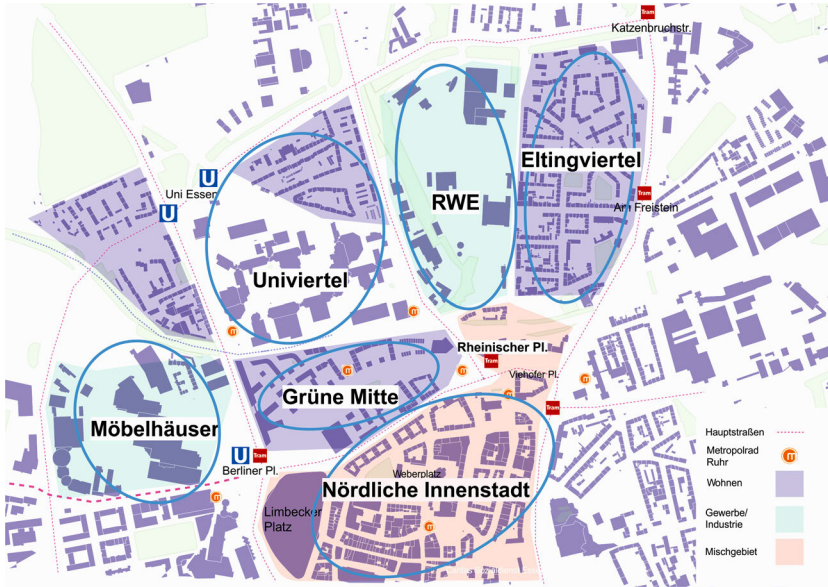 Tram
Katzenbruchstr.
U
Uni Essen
U
Eltingviertel
RWE
Tram
Am Freistein
Univiertel
m
m
Rheinischer Pl.
Tram
m
m
Viehofer Pl.
m
m
Grüne Mitte
Tram
Möbelhäuser
U
Tram
Berliner Pl.
Weberplatz
Nördliche Innenstadt
Limbecker
Platz
m
m
Hauptstraßen
Metropolrad
Ruhr
m
Wohnen
Gewerbe/
Industrie
Mischgebiet